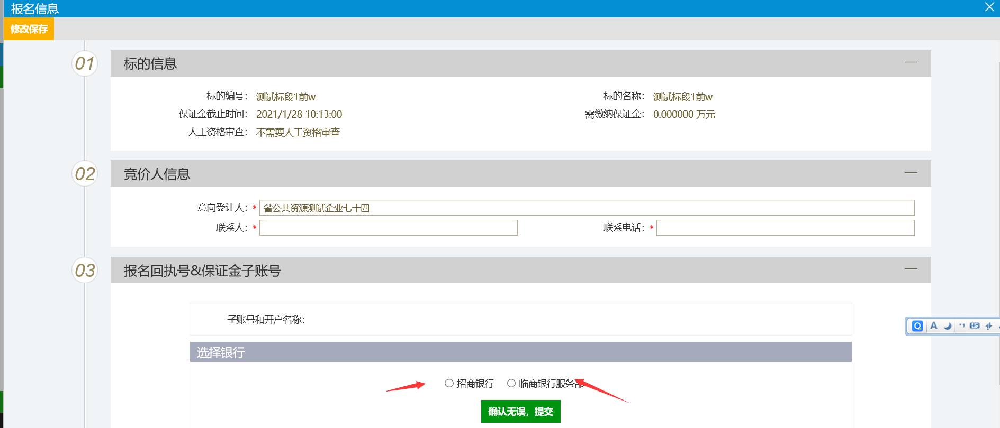 报名信息
修改保存
01 标的信息
标的编号： 测试标段1前w 标的名称： 测试标段1前w
保证金截止时间： 2021/1/28 10:13:00 需缴纳保证金： 0.000000 万元
人工资格审查： 不需要人工资格审查
02 竞价人信息
意向受让人：* 省公共资源测试企业七十四
联系人：* 联系电话：*
03 报名回执号&保证金子账号
子账号和开户名称：
选择银行
招商银行 临商银行服务部
确认无误，提交